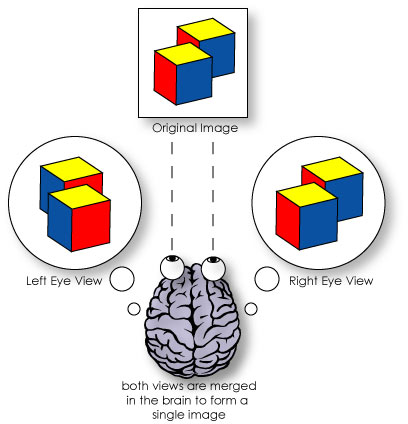 Original Image
Left Eye View
Right Eye View
both views are merged
in the brain to form a
single image